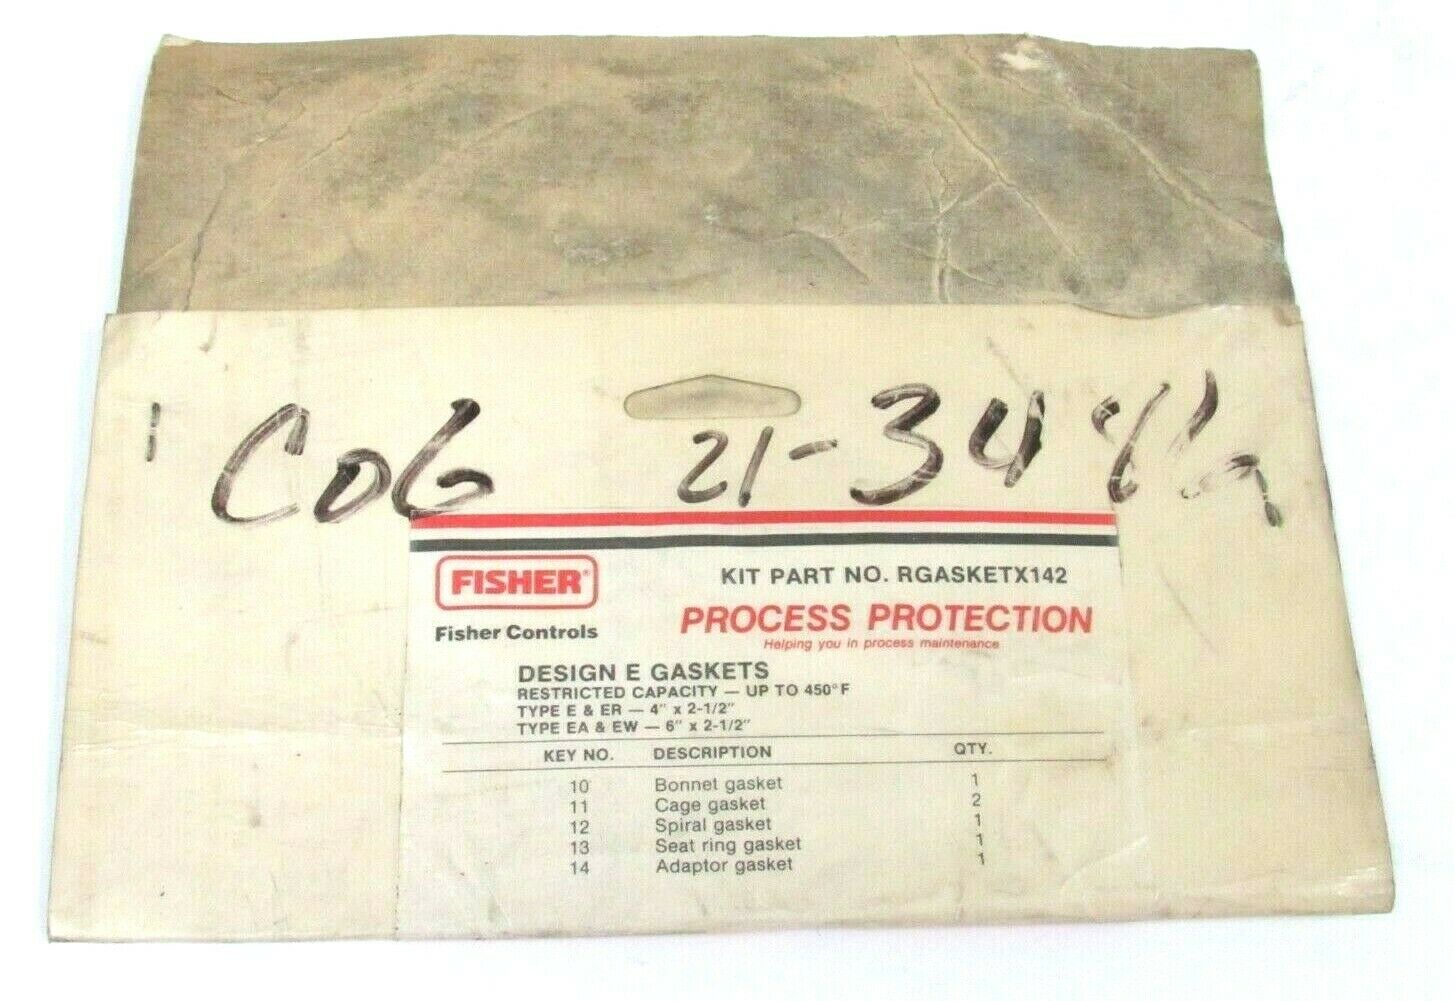 C06 21-34
FISHER®
Fisher Controls
KIT PART NO. RGASKETX142
PROCESS PROTECTION
Helping you in process maintenance
DESIGN E GASKETS
RESTRICTED CAPACITY — UP TO 450°F
TYPE E & ER — 4" x 2-1/2"
TYPE EA & EW — 6" x 2-1/2"
KEY NO. DESCRIPTION QTY.
10 Bonnet gasket 1
11 Cage gasket 2
12 Spiral gasket 1
13 Seat ring gasket 1
14 Adaptor gasket 1